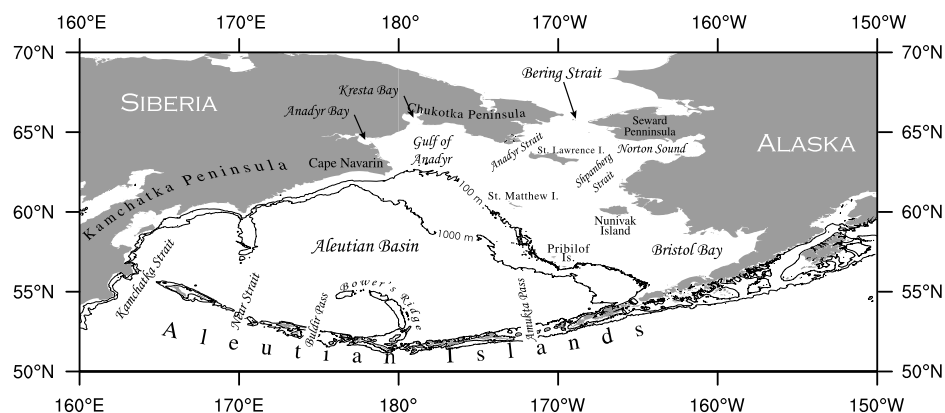 160°E 170°E 180° 170°W 160°W 150°W
70°N 70°N
Bering Strait
SIBERIA
Kresta Bay
Anadyr Bay
Chukotka Peninsula
Seward
Penninsula
65°N 65°N
Gulf of
Anadyr
Anadyr Strait
St. Lawrence I.
Norton Sound
ALASKA
Cape Navarin
Shpanberg
Strait
Kamchatka Peninsula
100 m
St. Matthew I.
60°N 60°N
Nunivak
Island
1000 m
Aleutian Basin
Pribilof
Is.
Bristol Bay
Kamchatka Strait
Near Strait
Buldir Pass
Bower's Ridge
Amukta Pass
55°N 55°N
Aleutian Islands
50°N 50°N
160°E 170°E 180° 170°W 160°W 150°W